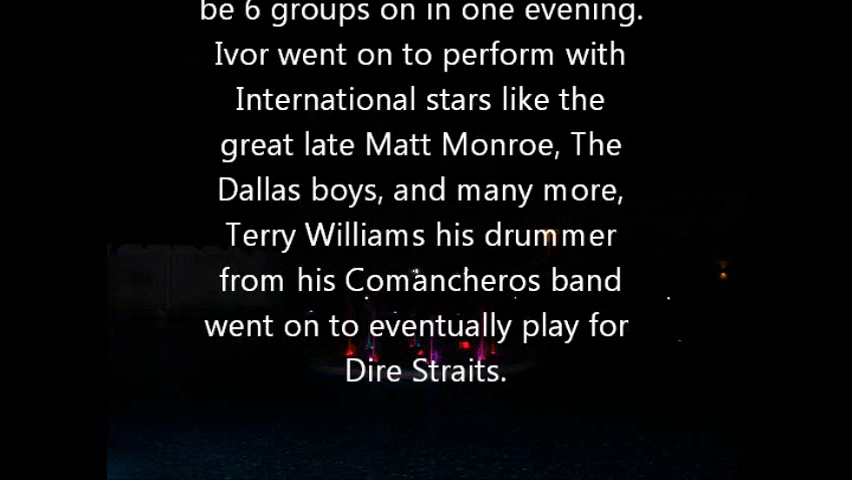 be 6 groups on in one evening.
Ivor went on to perform with
International stars like the
great late Matt Monroe, The
Dallas boys, and many more,
Terry Williams his drummer
from his Comancheros band
went on to eventually play for
Dire Straits.